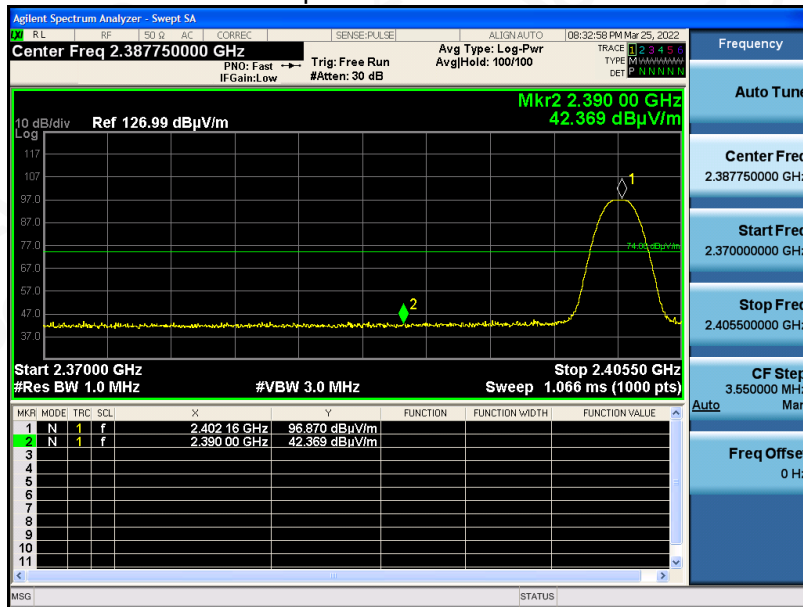 Agilent Spectrum Analyzer - Swept SA
LXI RL RF 50 Ω AC CORREC SENSE:PULSE ALIGN AUTO 08:32:58 PM Mar 25, 2022
Center Freq 2.387750000 GHz
PNO: Fast
IFGain:Low
Trig: Free Run
#Atten: 30 dB
Avg Type: Log-Pwr
Avg|Hold: 100/100
TRACE 1 2 3 4 5 6
TYPE M WWWWW
DET P N N N N N
Mkr2 2.390 00 GHz
42.369 dBµV/m
10 dB/div Ref 126.99 dBµV/m
Log
117
107
97.0
87.0
77.0
67.0
57.0
47.0
37.0
1
74.00 dBµV/m
2
Start 2.37000 GHz Stop 2.40550 GHz
#Res BW 1.0 MHz #VBW 3.0 MHz Sweep 1.066 ms (1000 pts)
MKR MODE TRC SCL X Y FUNCTION FUNCTION WIDTH FUNCTION VALUE
1 N 1 f 2.402 16 GHz 96.870 dBµV/m
2 N 1 f 2.390 00 GHz 42.369 dBµV/m
3
4
5
6
7
8
9
10
11
MSG STATUS
Frequency
Auto Tune
Center Freq
2.387750000 GHz
Start Freq
2.370000000 GHz
Stop Freq
2.405500000 GHz
CF Step
3.550000 MHz
Auto Man
Freq Offset
0 Hz